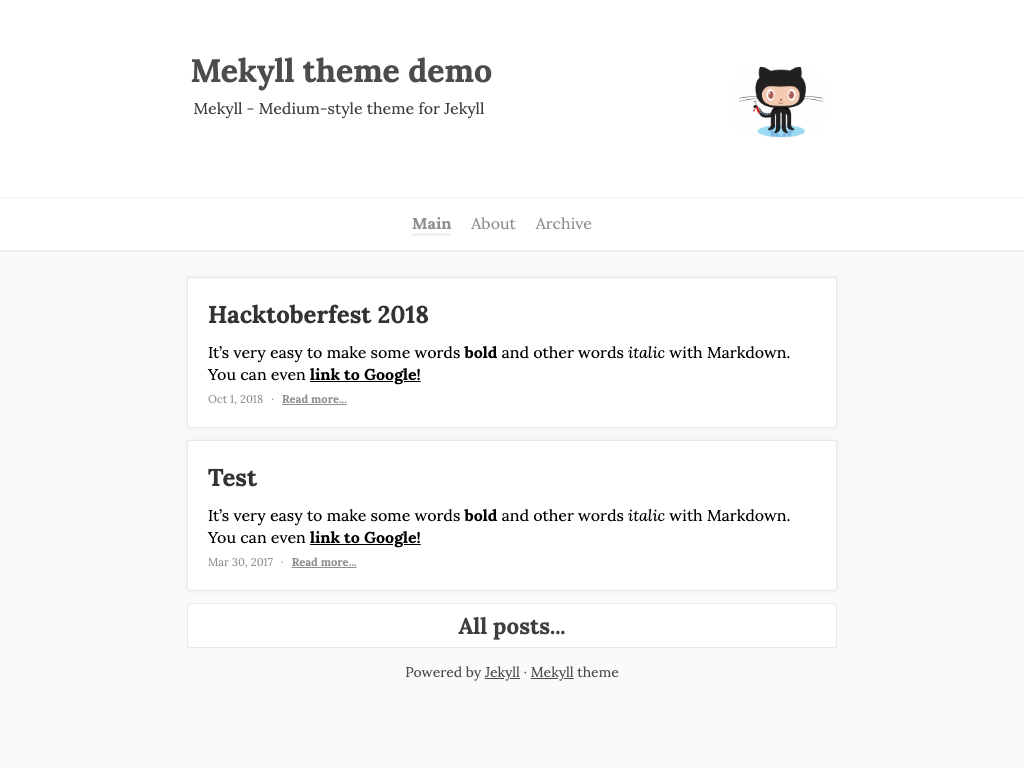 Mekyll theme demo
Mekyll - Medium-style theme for Jekyll
Main About Archive
Hacktoberfest 2018
It’s very easy to make some words bold and other words italic with Markdown.
You can even link to Google!
Oct 1, 2018 · Read more...
Test
It’s very easy to make some words bold and other words italic with Markdown.
You can even link to Google!
Mar 30, 2017 · Read more...
All posts...
Powered by Jekyll · Mekyll theme